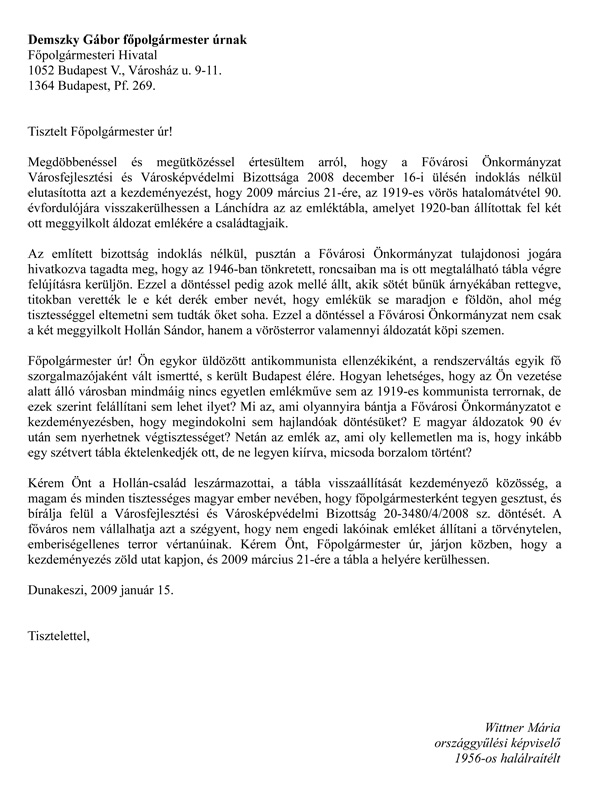 Demszky Gábor főpolgármester úrnak
Főpolgármesteri Hivatal
1052 Budapest V., Városház u. 9-11.
1364 Budapest, Pf. 269.
Tisztelt Főpolgármester úr!
Megdöbbenéssel és megütközéssel értesültem arról, hogy a Fővárosi Önkormányzat
Városfejlesztési és Városképvédelmi Bizottsága 2008 december 16-i ülésén indoklás nélkül
elutasította azt a kezdeményezést, hogy 2009 március 21-ére, az 1919-es vörös hatalomátvétel 90.
évfordulójára visszakerülhessen a Lánchídra az az emléktábla, amelyet 1920-ban állítottak fel két
ott meggyilkolt áldozat emlékére a családtagjaik.
Az említett bizottság indoklás nélkül, pusztán a Fővárosi Önkormányzat tulajdonosi jogára
hivatkozva tagadta meg, hogy az 1946-ban tönkretett, roncsaiban ma is ott megtalálható tábla végre
felújításra kerüljön. Ezzel a döntéssel pedig azok mellé állt, akik sötét bűnük árnyékában rettegve,
titokban verették le e két derék ember nevét, hogy emlékük se maradjon e földön, ahol még
tisztességgel eltemetni sem tudták őket soha. Ezzel a döntéssel a Fővárosi Önkormányzat nem csak
a két meggyilkolt Hollán Sándor, hanem a vörösterror valamennyi áldozatát köpi szemen.
Főpolgármester úr! Ön egykor üldözött antikommunista ellenzékiként, a rendszerváltás egyik fő
szorgalmazójaként vált ismertté, s került Budapest élére. Hogyan lehetséges, hogy az Ön vezetése
alatt álló városban mindmáig nincs egyetlen emlékműve sem az 1919-es kommunista terrornak, de
ezek szerint felállítani sem lehet ilyet? Mi az, ami olyannyira bántja a Fővárosi Önkormányzatot e
kezdeményezésben, hogy megindokolni sem hajlandóak döntésüket? E magyar áldozatok 90 év
után sem nyerhetnek végtisztességet? Netán az emlék az, ami oly kellemetlen ma is, hogy inkább
egy szétvert tábla éktelenkedjék ott, de ne legyen kiírva, micsoda borzalom történt?
Kérem Önt a Hollán-család leszármazottai, a tábla visszaállítását kezdeményező közösség, a
magam és minden tisztességes magyar ember nevében, hogy főpolgármesterként tegyen gesztust, és
bírálja felül a Városfejlesztési és Városképvédelmi Bizottság 20-3480/4/2008 sz. döntését. A
főváros nem vállalhatja azt a szégyent, hogy nem engedi lakóinak emléket állítani a törvénytelen,
emberiségellenes terror vértanúinak. Kérem Önt, Főpolgármester úr, járjon közben, hogy a
kezdeményezés zöld utat kapjon, és 2009 március 21-ére a tábla a helyére kerülhessen.
Dunakeszi, 2009 január 15.
Tisztelettel,
Wittner Mária
országgyűlési képviselő
1956-os halálraítélt